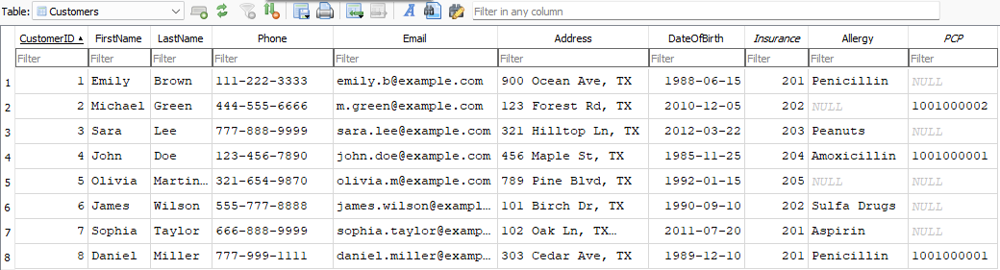 Table: Customers Filter in any column
CustomerID FirstName LastName Phone Email Address DateOfBirth Insurance Allergy PCP
Filter Filter Filter Filter Filter Filter Filter Filter Filter Filter
1 1 Emily Brown 111-222-3333 emily.b@example.com 900 Ocean Ave, TX 1988-06-15 201 Penicillin NULL
2 2 Michael Green 444-555-6666 m.green@example.com 123 Forest Rd, TX 2010-12-05 202 NULL 1001000002
3 3 Sara Lee 777-888-9999 sara.lee@example.com 321 Hilltop Ln, TX 2012-03-22 203 Peanuts NULL
4 4 John Doe 123-456-7890 john.doe@example.com 456 Maple St, TX 1985-11-25 204 Amoxicillin 1001000001
5 5 Olivia Martin... 321-654-9870 olivia.m@example.com 789 Pine Blvd, TX 1992-01-15 205 NULL NULL
6 6 James Wilson 555-777-8888 james.wilson@exampl... 101 Birch Dr, TX 1990-09-10 202 Sulfa Drugs NULL
7 7 Sophia Taylor 666-888-9999 sophia.taylor@examp... 102 Oak Ln, TX... 2011-07-20 201 Aspirin NULL
8 8 Daniel Miller 777-999-1111 daniel.miller@examp... 303 Cedar Ave, TX 1989-12-10 201 Penicillin 1001000001